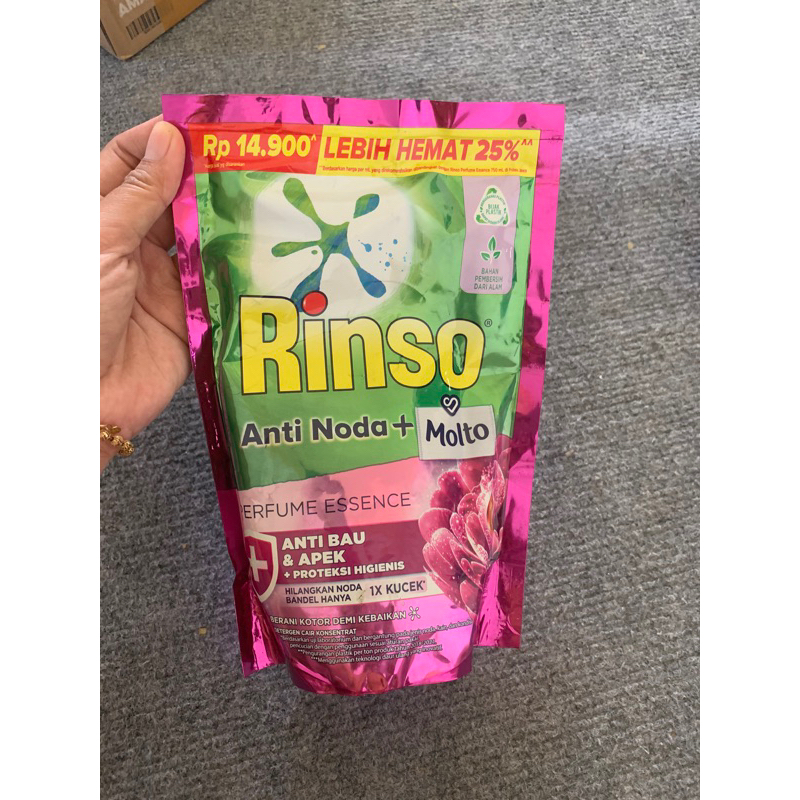 Rp 14.900^
LEBIH HEMAT 25%^^
BIJAK
PLASTIK
BAHAN
PEMBERSIH
DARI ALAM
Rinso®
Anti Noda + Molto
PERFUME ESSENCE
ANTI BAU
& APEK
+ PROTEKSI HIGIENIS
HILANGKAN NODA
BANDEL HANYA 1X KUCEK*
BERANI KOTOR DEMI KEBAIKAN
DETERGEN CAIR KONSENTRAT